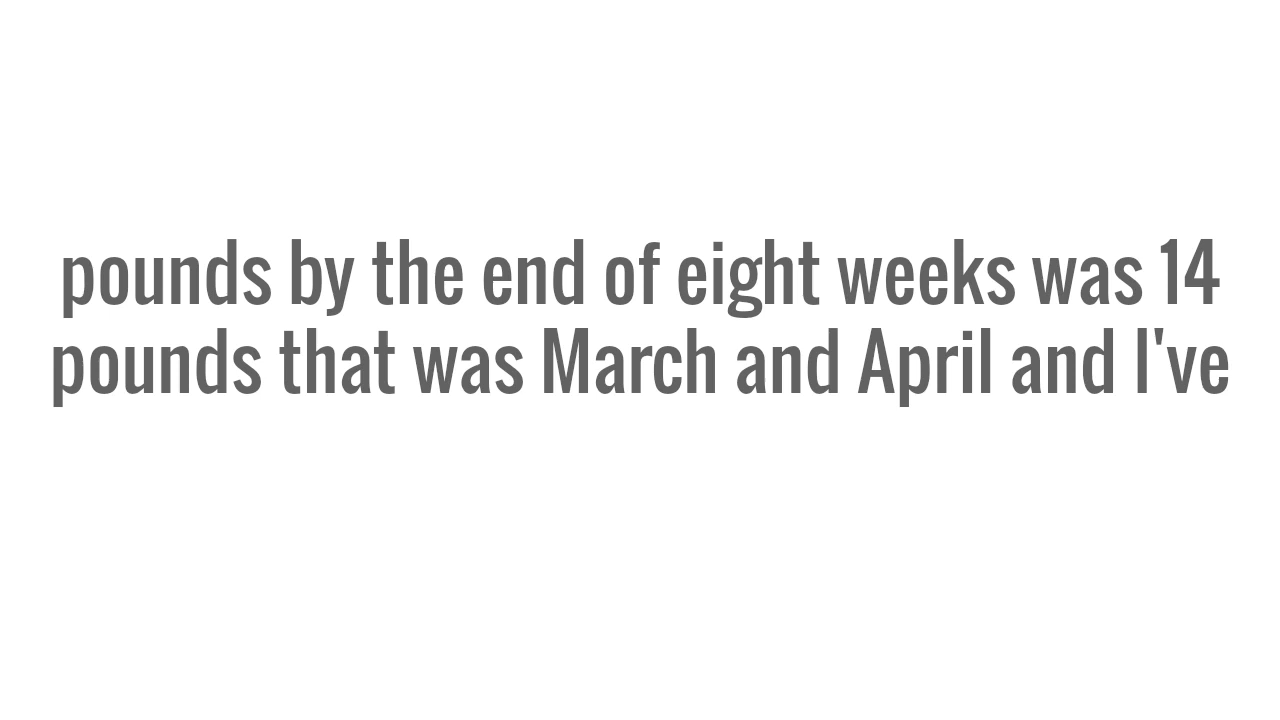 pounds by the end of eight weeks was 14
pounds that was March and April and I've